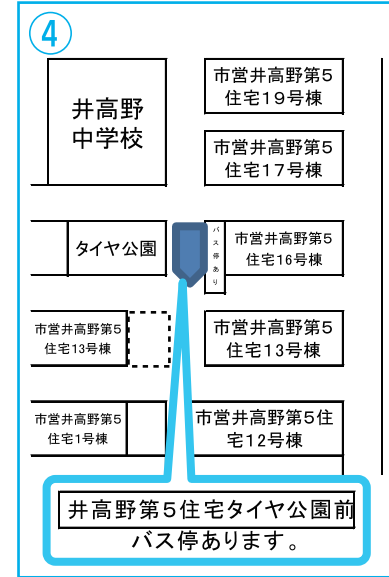 ④
井高野
中学校
市営井高野第5
住宅19号棟
市営井高野第5
住宅17号棟
タイヤ公園
バス停あり
市営井高野第5
住宅16号棟
市営井高野第5
住宅13号棟
市営井高野第5
住宅13号棟
市営井高野第5
住宅1号棟
市営井高野第5住
宅12号棟
井高野第5住宅タイヤ公園前
バス停あります。